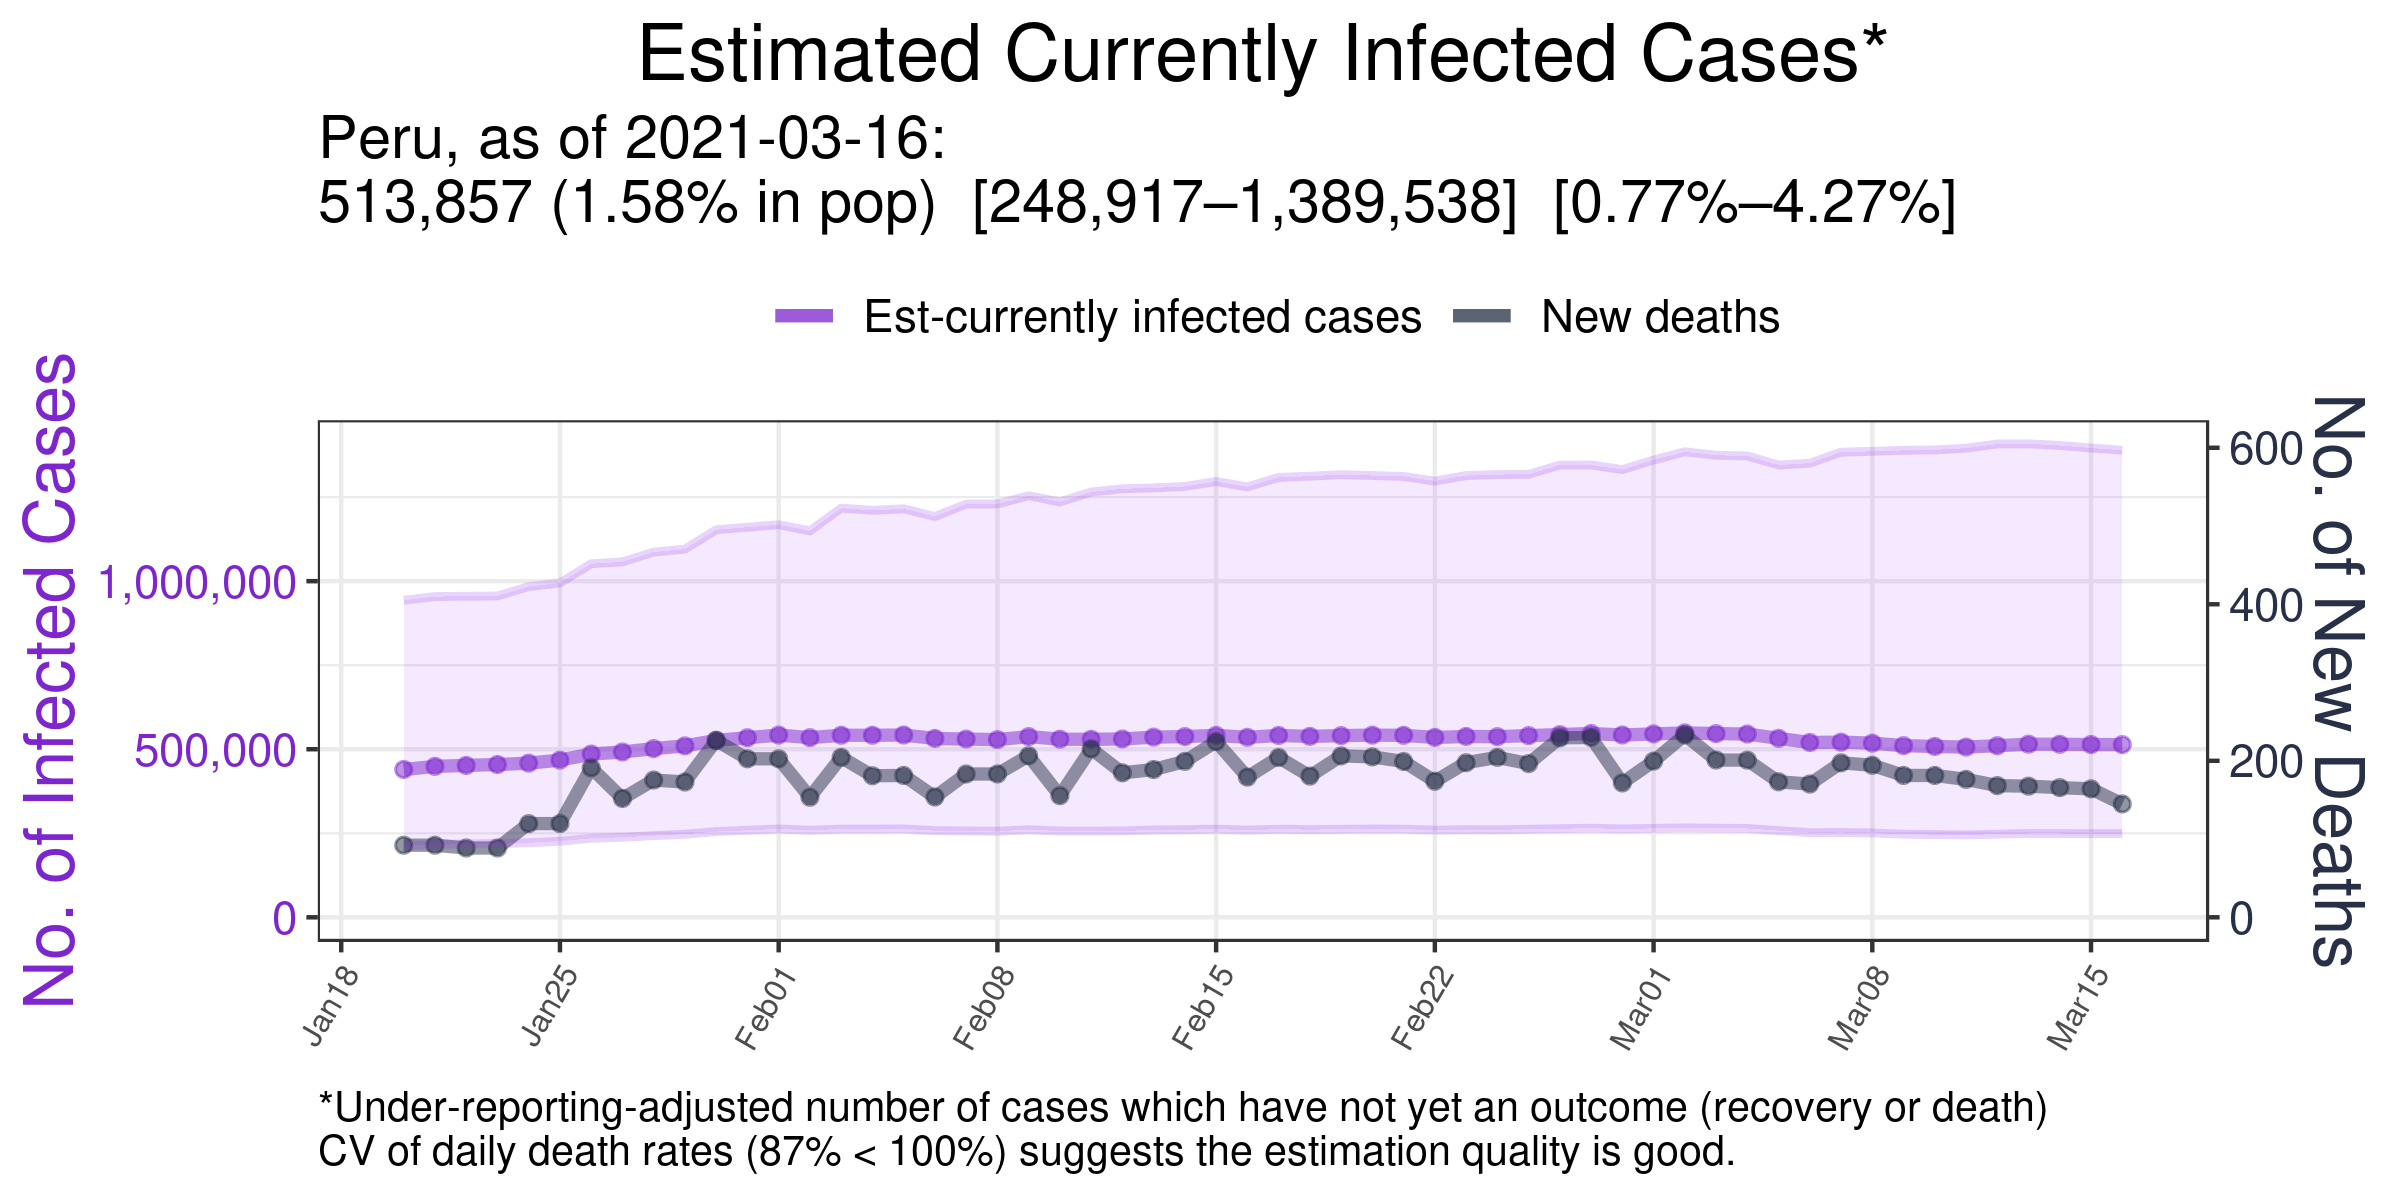 Estimated Currently Infected Cases*
Peru, as of 2021-03-16:
513,857 (1.58% in pop)  [248,917–1,389,538]  [0.77%–4.27%]
Est-currently infected cases
New deaths
No. of Infected Cases
1,000,000
500,000
0
No. of New Deaths
600
400
200
0
Jan18
Jan25
Feb01
Feb08
Feb15
Feb22
Mar01
Mar08
Mar15
*Under-reporting-adjusted number of cases which have not yet an outcome (recovery or death)
CV of daily death rates (87% < 100%) suggests the estimation quality is good.